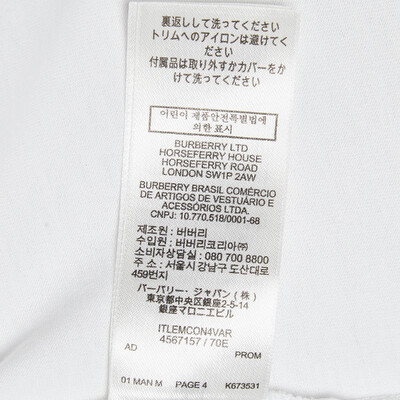 裏返しして洗ってください
トリムへのアイロンは避けてく
ださい
付属品は取り外すかカバーをか
けて洗ってください
어린이 제품안전특별법에
의한 표시
BURBERRY LTD
HORSEFERRY HOUSE
HORSEFERRY ROAD
LONDON SW1P 2AW
BURBERRY BRASIL COMÉRCIO
DE ARTIGOS DE VESTUÁRIO E
ACESSÓRIOS LTDA.
CNPJ: 10.770.518/0001-68
제조원 : 버버리
수입원 : 버버리코리아㈜
소비자상담실 : 080 700 8800
주 소 : 서울시 강남구 도산대로
459번지
バーバリー・ジャパン(株)
東京都中央区銀座2-5-14
銀座マロニエビル
ITLEMCON4VAR
4567157 / 70E
AD PROM
01 MAN M PAGE 4 K673531